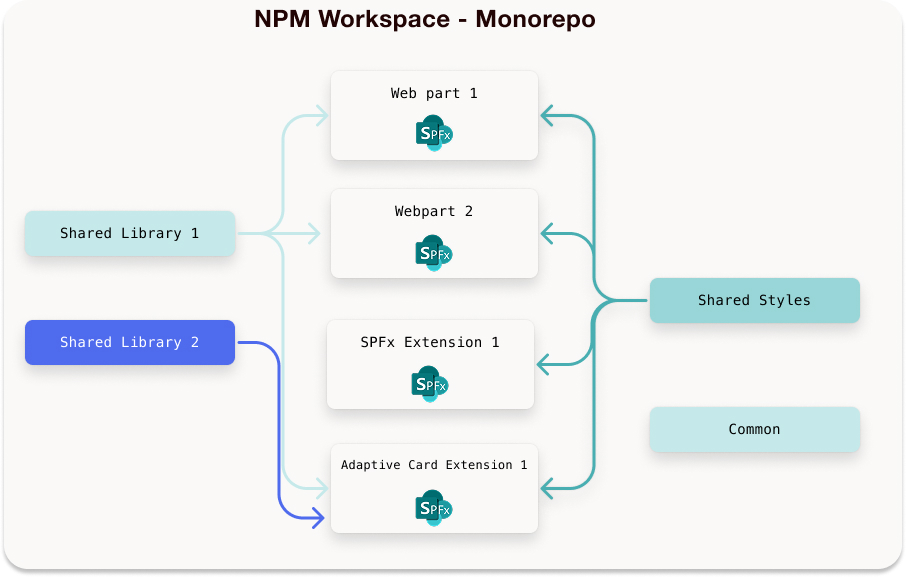 NPM Workspace - Monorepo
Web part 1
SPFx
Webpart 2
SPFx
Shared Library 1
Shared Styles
Shared Library 2
SPFx Extension 1
SPFx
Common
Adaptive Card Extension 1
SPFx